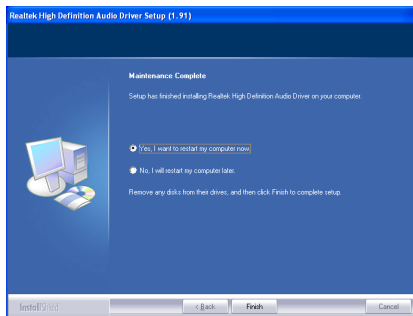 Realtek High Definition Audio Driver Setup (1.91)
Maintenance Complete
Setup has finished installing Realtek High Definition Audio Driver on your computer.
Yes, I want to restart my computer now.
No, I will restart my computer later.
Remove any disks from their drives, and then click Finish to complete setup.
InstallShield
< Back
Finish
Cancel